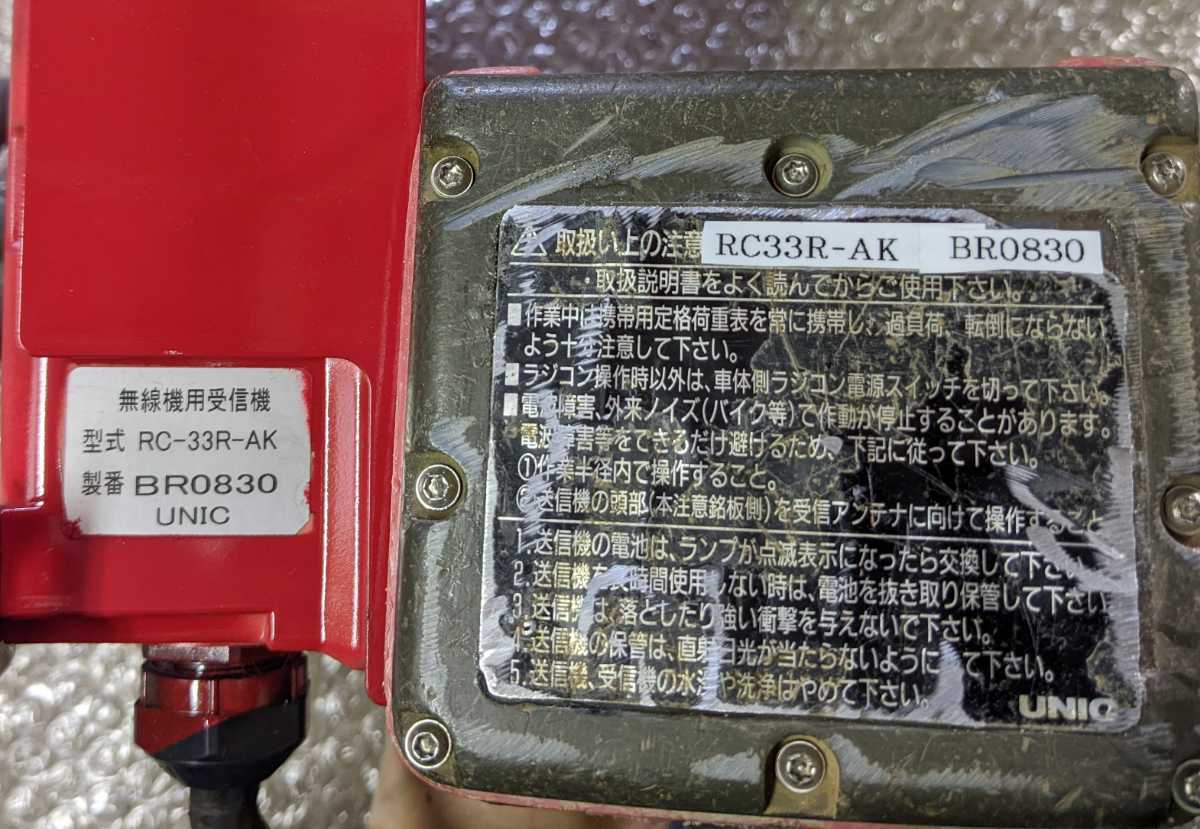 無線機用受信機
型式 RC-33R-AK
製番 BR0830
UNIC
取扱い上の注意 RC33R-AK BR0830
・取扱説明書をよく読んでからご使用下さい。
■作業中は携帯用定格荷重表を常に携帯し、過負荷、転倒にならない
よう十分注意して下さい。
■ラジコン操作時以外は、車体側ラジコン電源スイッチを切って下さい。
■電波障害、外来ノイズ(バイク等)で作動が停止することがあります。
電波障害等をできるだけ避けるため、下記に従って下さい。
①作業半径内で操作すること。
②送信機の頭部(本注意銘板側)を受信アンテナに向けて操作すること
1.送信機の電池は、ランプが点滅表示になったら交換して下さい
2.送信機を長時間使用しない時は、電池を抜き取り保管して下さい
3.送信機は、落としたり強い衝撃を与えないで下さい。
4.送信機の保管は、直射日光が当たらないように て下さい。
5.送信機、受信機の水洗や洗浄はやめて下さい。
UNIC